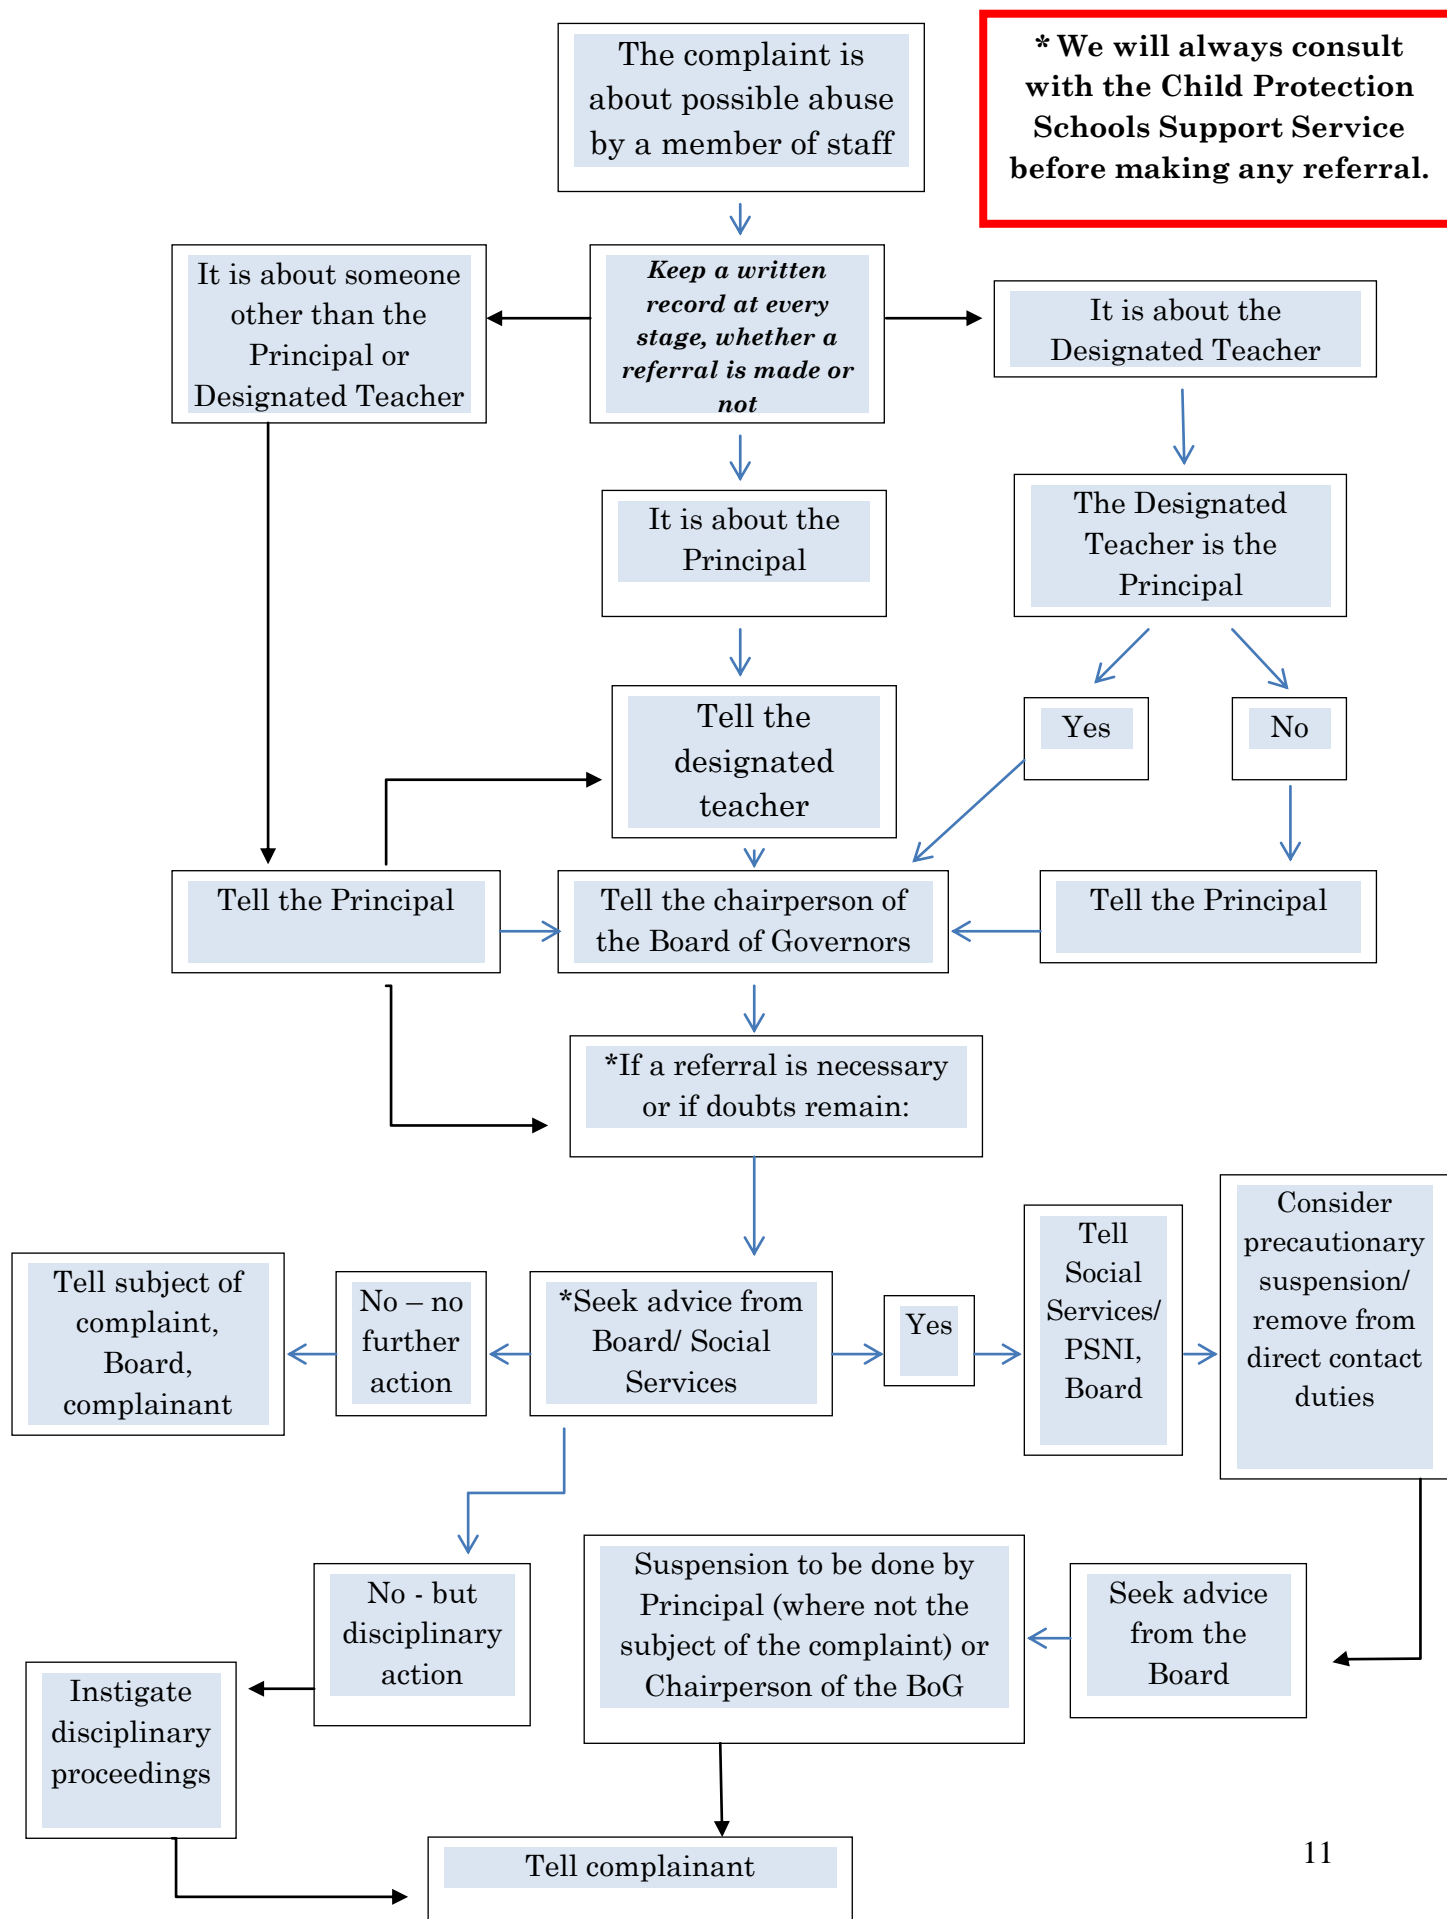 The complaint is
about possible abuse
by a member of staff
* We will always consult
with the Child Protection
Schools Support Service
before making any referral.
It is about someone
other than the
Principal or
Designated Teacher
Keep a written
record at every
stage, whether a
referral is made or
not
It is about the
Designated Teacher
It is about the
Principal
The Designated
Teacher is the
Principal
Tell the
designated
teacher
Yes
No
Tell the Principal
Tell the chairperson of
the Board of Governors
Tell the Principal
*If a referral is necessary
or if doubts remain:
Tell subject of
complaint,
Board,
complainant
No – no
further
action
*Seek advice from
Board/ Social
Services
Yes
Tell
Social
Services/
PSNI,
Board
Consider
precautionary
suspension/
remove from
direct contact
duties
No - but
disciplinary
action
Suspension to be done by
Principal (where not the
subject of the complaint) or
Chairperson of the BoG
Seek advice
from the
Board
Instigate
disciplinary
proceedings
Tell complainant
11